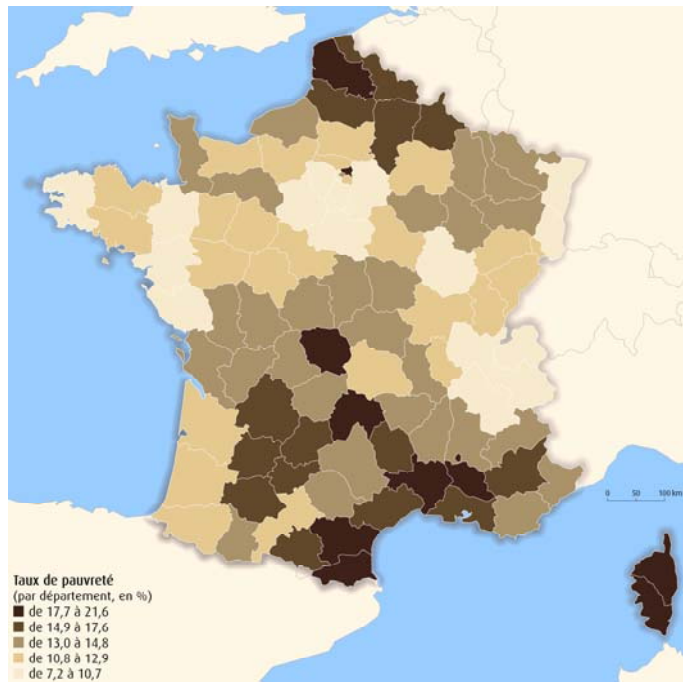 0 50 100 km
Taux de pauvreté
(par département, en %)
de 17,7 à 21,6
de 14,9 à 17,6
de 13,0 à 14,8
de 10,8 à 12,9
de 7,2 à 10,7